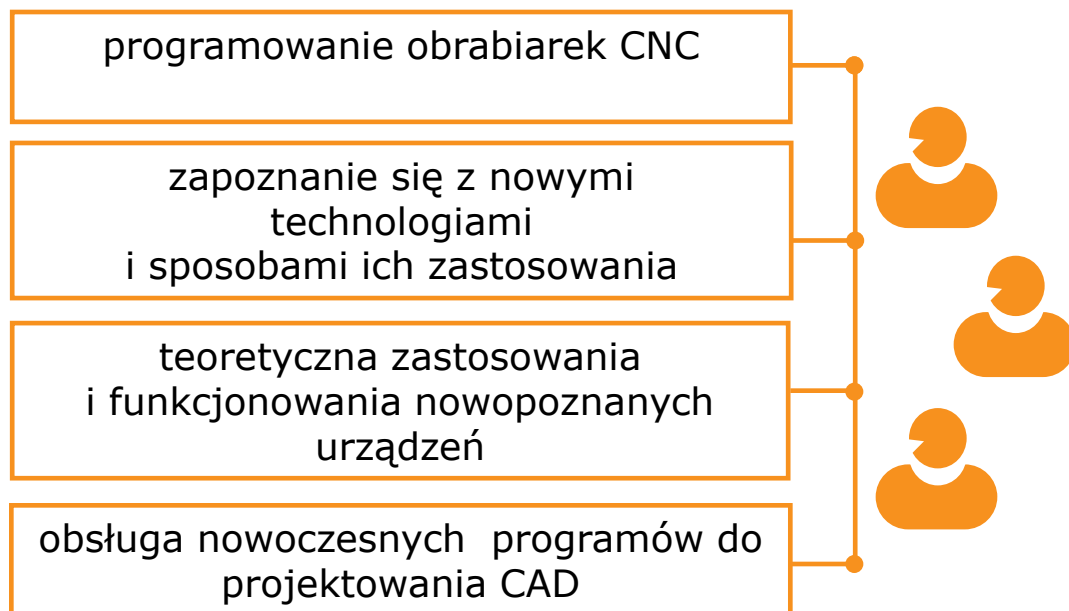 programowanie obrabiarek CNC
zapoznanie się z nowymi
technologiami
i sposobami ich zastosowania
teoretyczna zastosowania
i funkcjonowania nowopoznanych
urządzeń
obsługa nowoczesnych  programów do
projektowania CAD